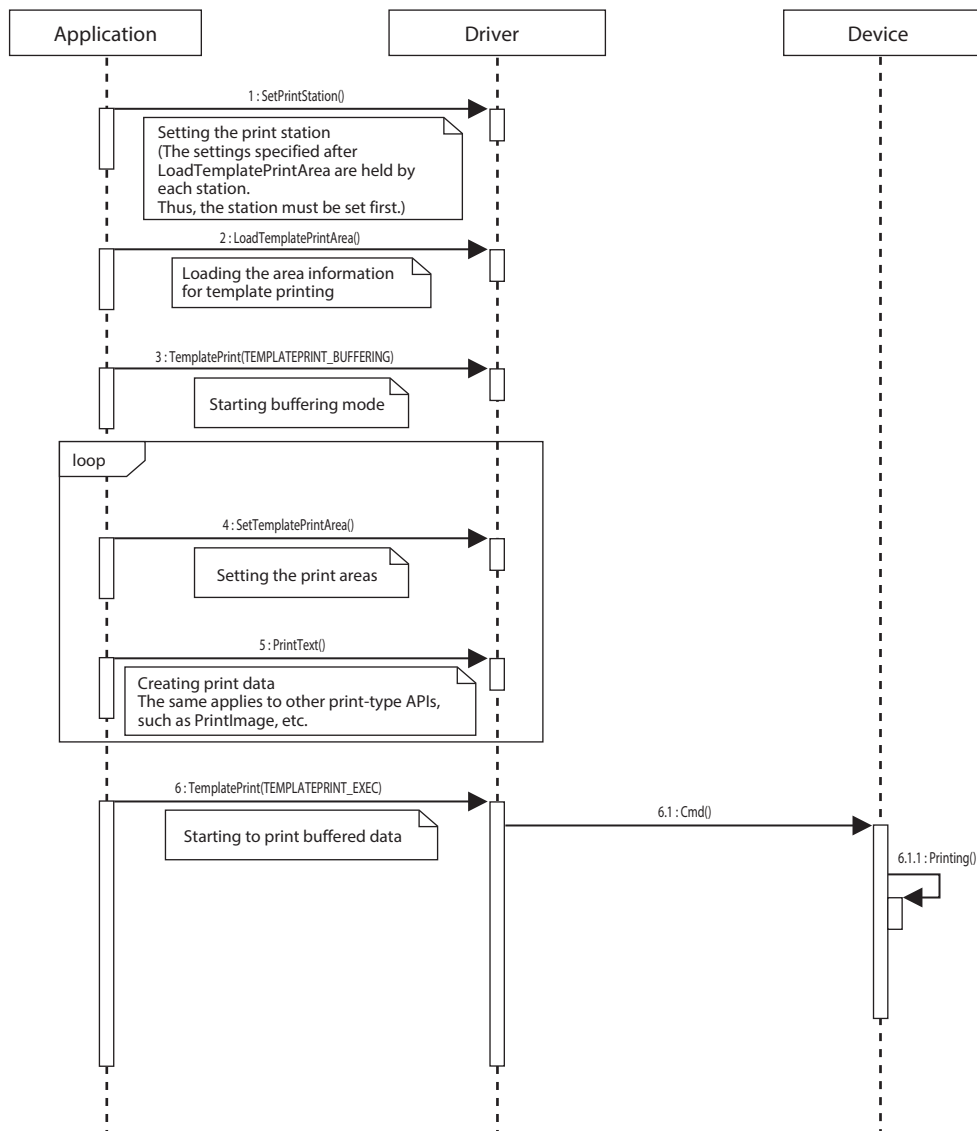 Application
Driver
Device
1 : SetPrintStation()
Setting the print station
(The settings specified after
LoadTemplatePrintArea are held by
each station.
Thus, the station must be set first.)
2 : LoadTemplatePrintArea()
Loading the area information
for template printing
3 : TemplatePrint(TEMPLATEPRINT_BUFFERING)
Starting buffering mode
loop
4 : SetTemplatePrintArea()
Setting the print areas
5 : PrintText()
Creating print data
The same applies to other print-type APIs,
such as PrintImage, etc.
6 : TemplatePrint(TEMPLATEPRINT_EXEC)
Starting to print buffered data
6.1 : Cmd()
6.1.1 : Printing()